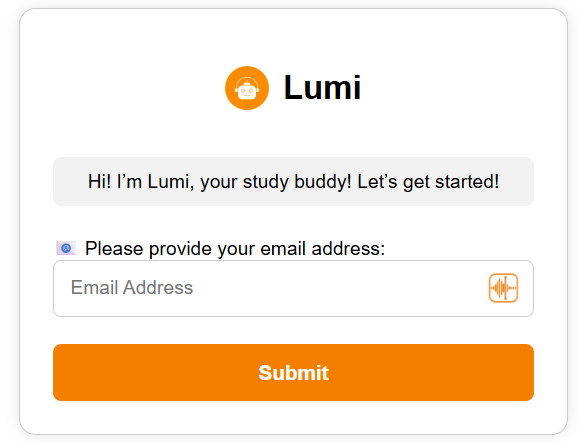 Lumi
Hi! I’m Lumi, your study buddy! Let’s get started!
Please provide your email address:
Email Address
Submit